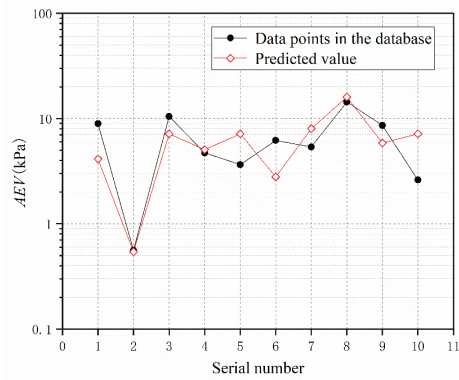 100
Data points in the database
Predicted value
10
AEV(kPa)
1
0.1
0 1 2 3 4 5 6 7 8 9 10 11
Serial number